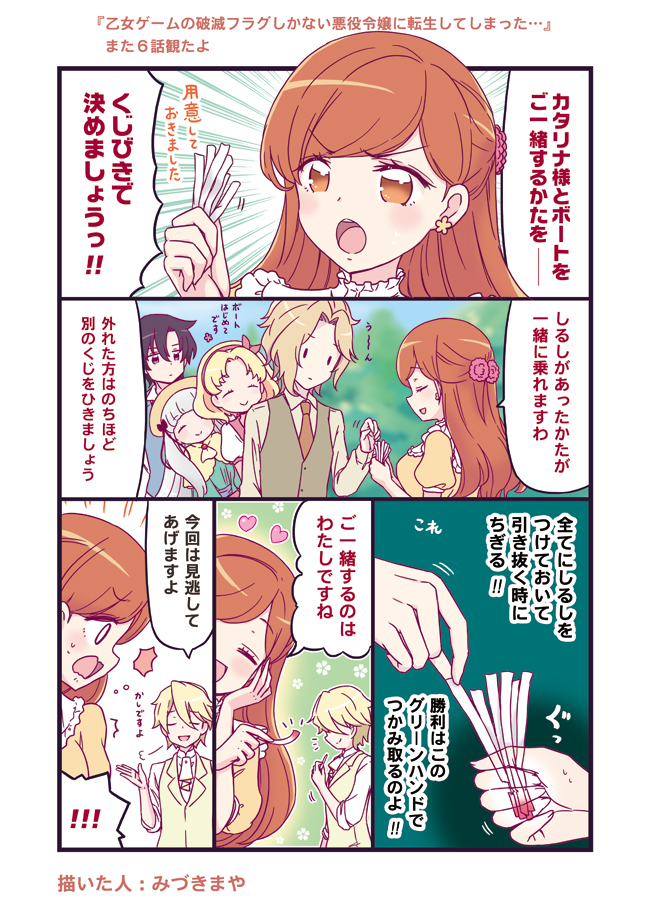 『乙女ゲームの破滅フラグしかない悪役令嬢に転生してしまった…』
また6話観たよ
カタリナ様とボートを
ご一緒するかたを──
用意して
おきました
くじびきで
決めましょうっ!!
しるしがあったかたが
一緒に乗れますわ
う〜〜ん
ボート
はじめて
です
外れた方はのちほど
別のくじをひきましょう
全てにしるしを
つけておいて
引き抜く時に
ちぎる!!
これ
ぐっ
勝利はこの
グリーンハンドで
つかみ取るのよ!!
ご一緒するのは
わたしですね
今回は見逃して
あげますよ
かしですよ
!!!
描いた人：みづきまや